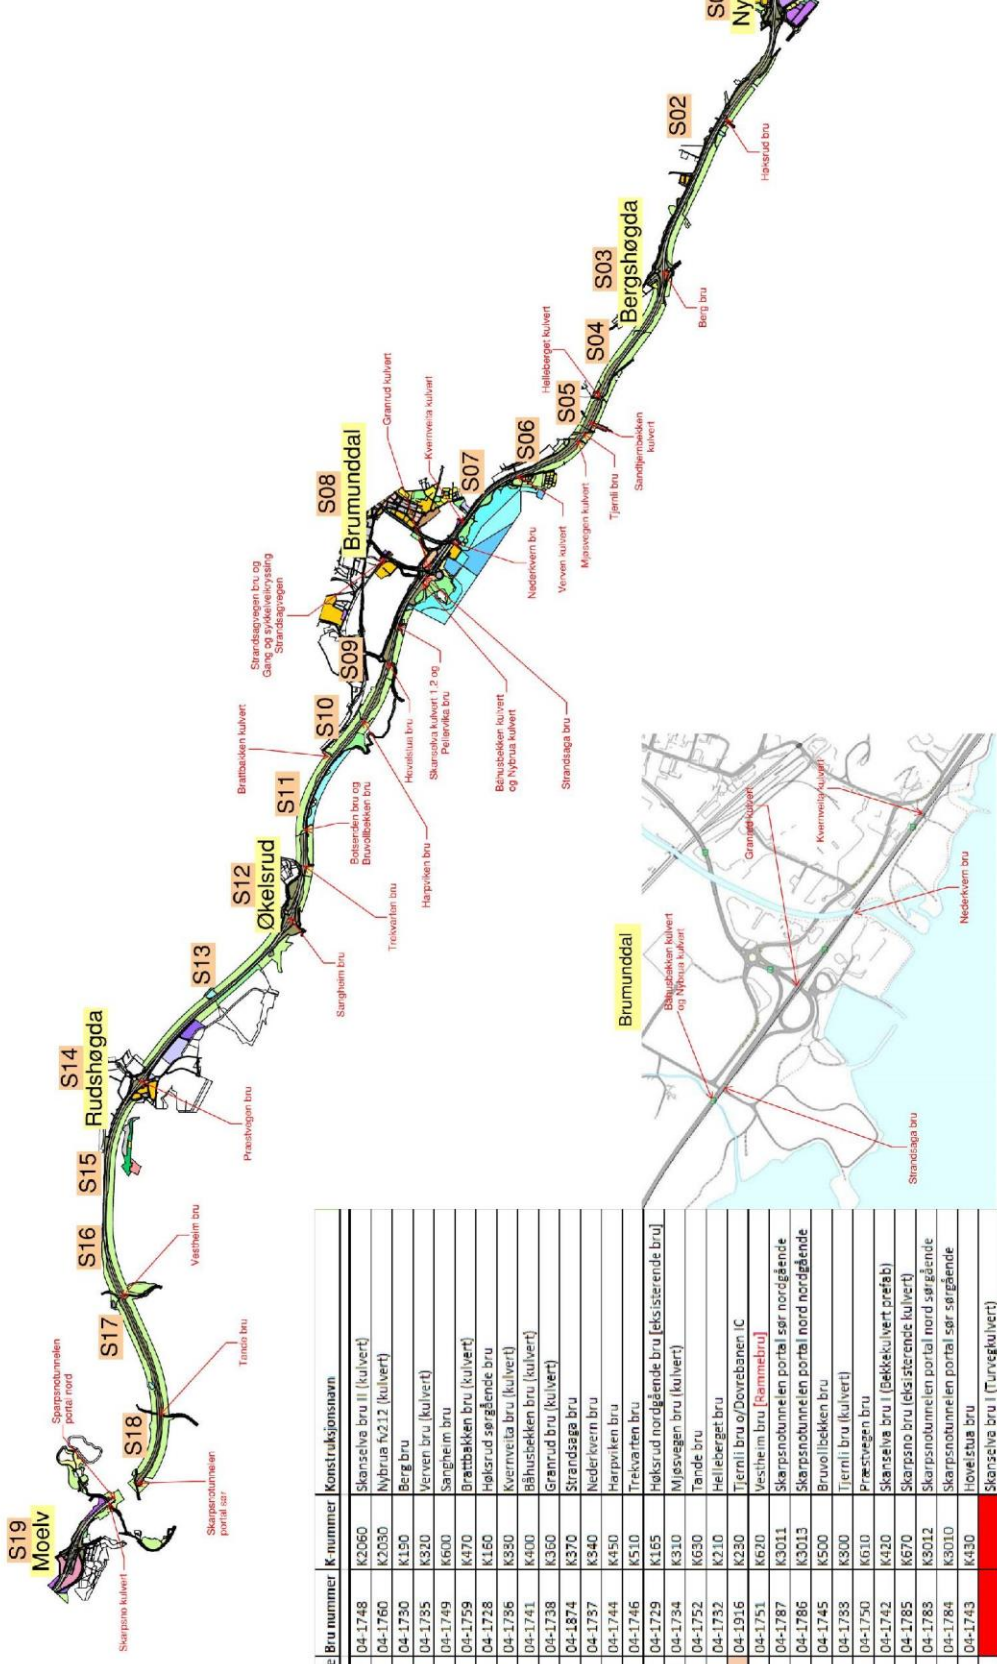 S19
Moelv
Sparpsnotunnelen
portal nord
Skarpsno kulvert
Skarpsnotunnelen
portal sør
S18
Tande bru
S17
Vestheim bru
S16
S15
S14
Rudshøgda
Præstvegen bru
S13
S12
Økelsrud
Sangheim bru
Trekvarten bru
S11
Botsenden bru og
Bruvollbekken bru
Brattbakken kulvert
S10
Harpviken bru
S09
Hovelstua bru
Skanselva kulvert 1,2 og
Pellervika bru
Strandsagvegen bru og
Gang og sykkelveikryssing
Strandsagvegen
S08
Brumunddal
Båhusbekken kulvert
og Nybrua kulvert
Strandsaga bru
Granrud kulvert
Kvernveita kulvert
S07
Nederkvern bru
Verven kulvert
S06
Mjøsvegen kulvert
Tjernli bru
Sandtjernbekken
kulvert
S05
Helleberget kulvert
S04
S03
Bergshøgda
Berg bru
S02
Høksrud bru
Ny
Brumunddal
Båhusbekken kulvert
og Nybrua kulvert
Granrud kulvert
Kvernveita kulvert
Strandsaga bru
Nederkvern bru
e Bru nummer K-nummer Konstruksjonsnavn
04-1748 K2060 Skanselva bru II (kulvert)
04-1760 K2030 Nybrua %212 (kulvert)
04-1730 K190 Berg bru
04-1735 K320 Verven bru (kulvert)
04-1749 K600 Sangheim bru
04-1759 K470 Brattbakken bru (kulvert)
04-1728 K160 Høksrud sørgående bru
04-1736 K330 Kvernveita bru (kulvert)
04-1741 K400 Båhusbekken bru (kulvert)
04-1738 K360 Granrud bru (kulvert)
04-1874 K370 Strandsaga bru
04-1737 K340 Nederkvern bru
04-1744 K450 Harpviken bru
04-1746 K510 Trekvarten bru
04-1729 K165 Høksrud nordgående bru [eksisterende bru]
04-1734 K310 Mjøsvegen bru (kulvert)
04-1752 K630 Tande bru
04-1732 K210 Helleberget bru
04-1916 K230 Tjernli bru o/Dovrebanen IC
04-1751 K620 Vestheim bru [Rammebru]
04-1787 K3011 Skarpsnotunnelen portal sør nordgående
04-1786 K3013 Skarpsnotunnelen portal nord nordgående
04-1745 K500 Bruvollbekken bru
04-1733 K300 Tjernli bru (kulvert)
04-1750 K610 Præstvegen bru
04-1742 K420 Skanselva bru I (Bekkekulvert prefab)
04-1785 K670 Skarpsno bru (eksisterende kulvert)
04-1783 K3012 Skarpsnotunnelen portal nord sørgående
04-1784 K3010 Skarpsnotunnelen portal sør sørgående
04-1743 K430 Hovelstua bru
Skanselva bru I (Turvegkulvert)